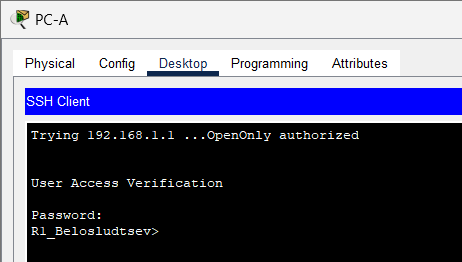 PC-A
Physical Config Desktop Programming Attributes
SSH Client
Trying 192.168.1.1 ...OpenOnly authorized
User Access Verification
Password:
R1_Belosludtsev>